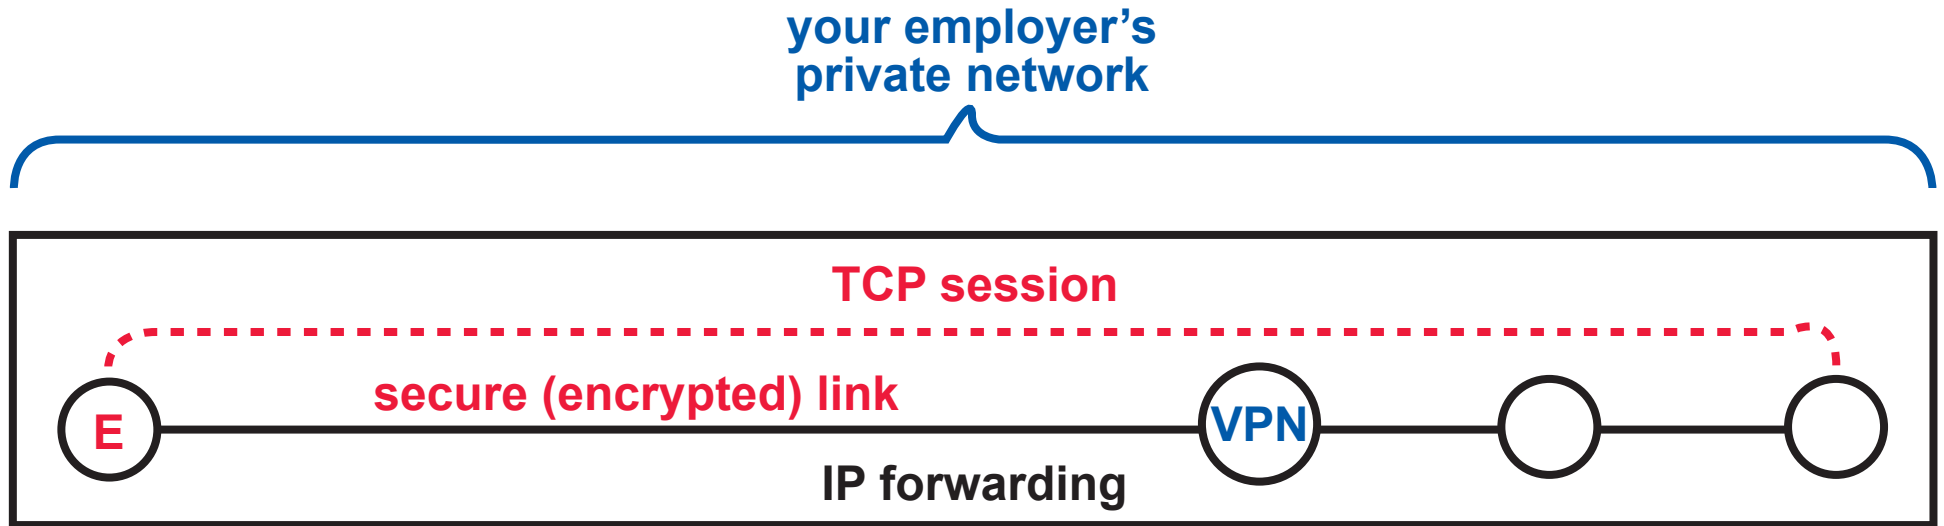 your employer’s
private network
TCP session
secure (encrypted) link
E
VPN
IP forwarding